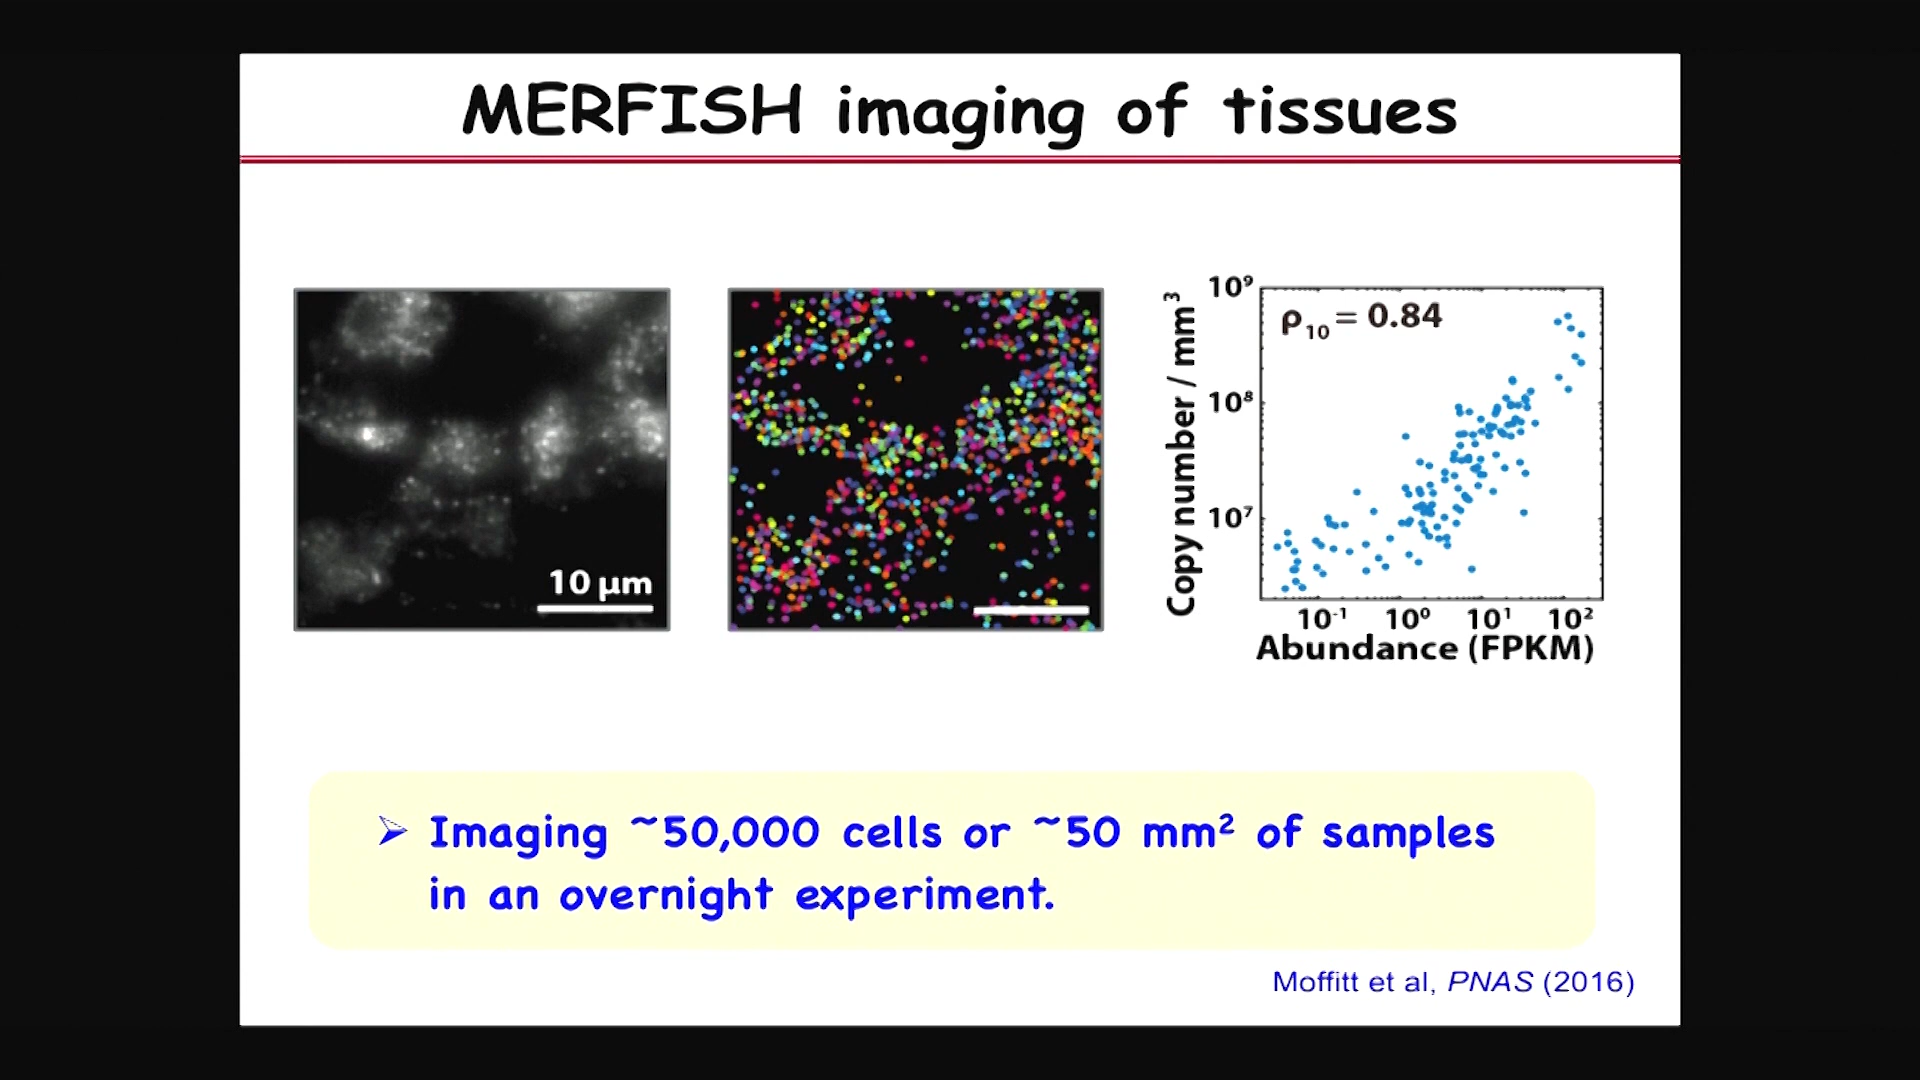 MERFISH imaging of tissues
10 µm
Copy number / mm³
10⁹
10⁸
10⁷
ρ₁₀ = 0.84
10⁻¹ 10⁰ 10¹ 10²
Abundance (FPKM)
➢ Imaging ~50,000 cells or ~50 mm² of samples
in an overnight experiment.
Moffitt et al, PNAS (2016)